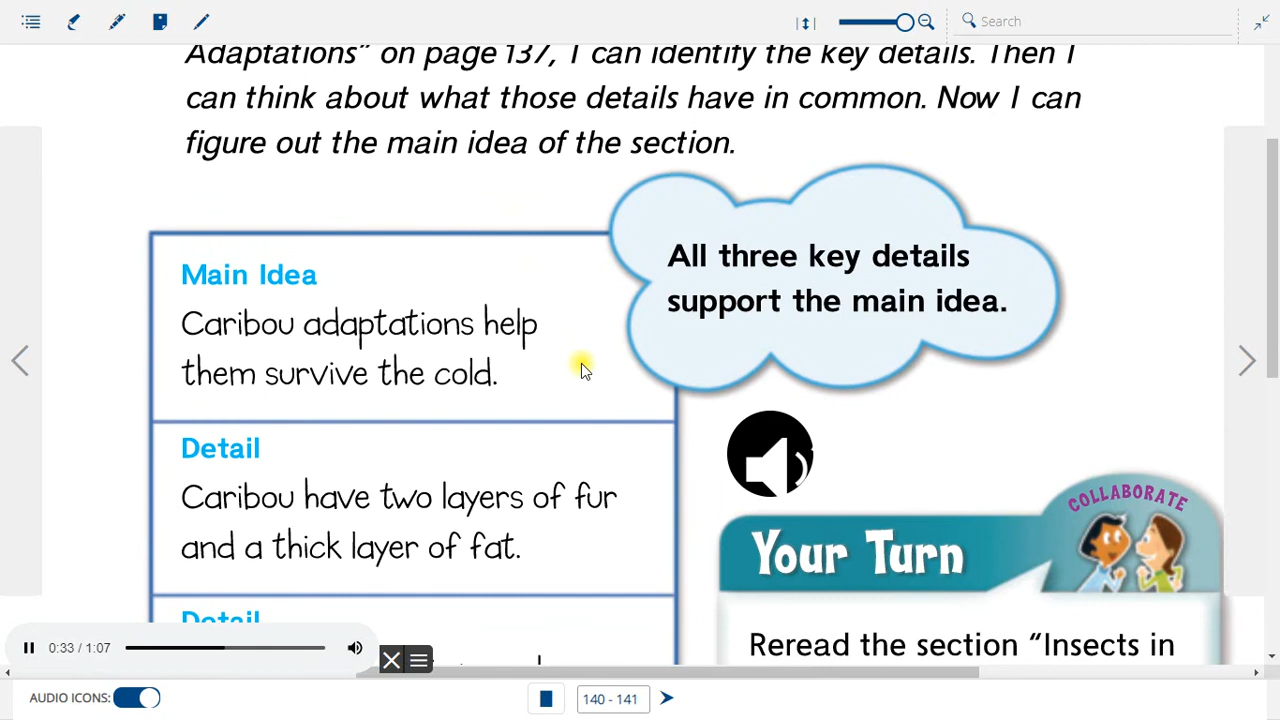 Search
Adaptations” on page 137, I can identify the key details. Then I
can think about what those details have in common. Now I can
figure out the main idea of the section.
All three key details
support the main idea.
Main Idea
Caribou adaptations help
them survive the cold.
Detail
Caribou have two layers of fur
and a thick layer of fat.
Detail
COLLABORATE
Your Turn
Reread the section “Insects in
0:33 / 1:07
AUDIO ICONS:
140 - 141